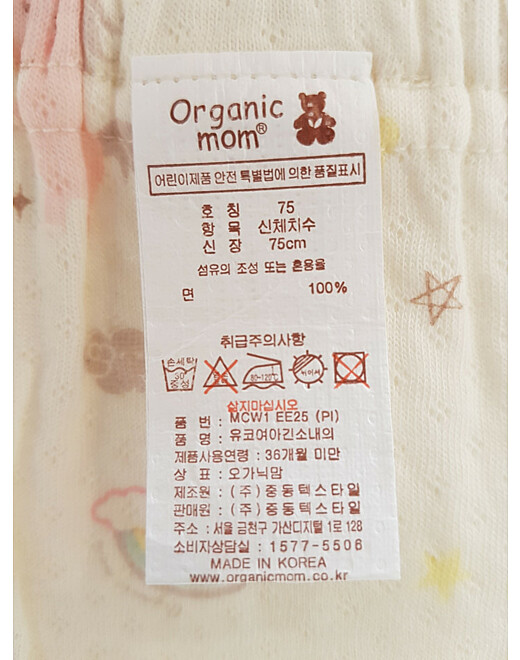 Organic
mom®
어린이제품 안전 특별법에 의한 품질표시
호 칭 75
항 목 신체치수
신 장 75cm
섬유의 조성 또는 혼용율
면 100%
취급주의사항
손세탁
30
중성
80~120℃
삶지마십시오
품 번 : MCW1 EE25 (PI)
품 명 : 유코여아긴소내의
제품사용연령 : 36개월 미만
상 표 : 오가닉맘
제조원 : (주) 중동텍스타일
판매원 : (주) 중동텍스타일
주소 : 서울 금천구 가산디지털 1로 128
소비자상담실 : 1577-5506
MADE IN KOREA
www.organicmom.co.kr